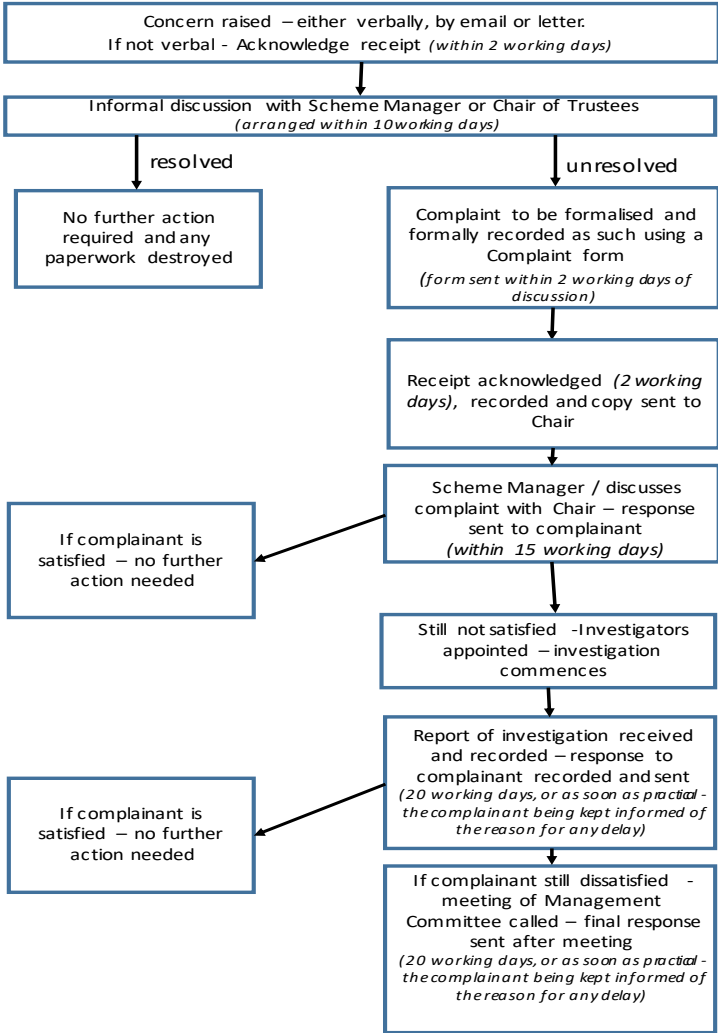 Concern raised – either verbally, by email or letter.
If not verbal - Acknowledge receipt (within 2 working days)
Informal discussion with Scheme Manager or Chair of Trustees
(arranged within 10 working days)
resolved
unresolved
No further action
required and any
paperwork destroyed
Complaint to be formalised and
formally recorded as such using a
Complaint form
(form sent within 2 working days of
discussion)
Receipt acknowledged (2 working
days), recorded and copy sent to
Chair
Scheme Manager / discusses
complaint with Chair – response
sent to complainant
(within 15 working days)
If complainant is
satisfied – no further
action needed
Still not satisfied -Investigators
appointed – investigation
commences
Report of investigation received
and recorded – response to
complainant recorded and sent
(20 working days, or as soon as practical -
the complainant being kept informed of
the reason for any delay)
If complainant is
satisfied – no further
action needed
If complainant still dissatisfied -
meeting of Management
Committee called – final response
sent after meeting
(20 working days, or as soon as practical -
the complainant being kept informed of
the reason for any delay)